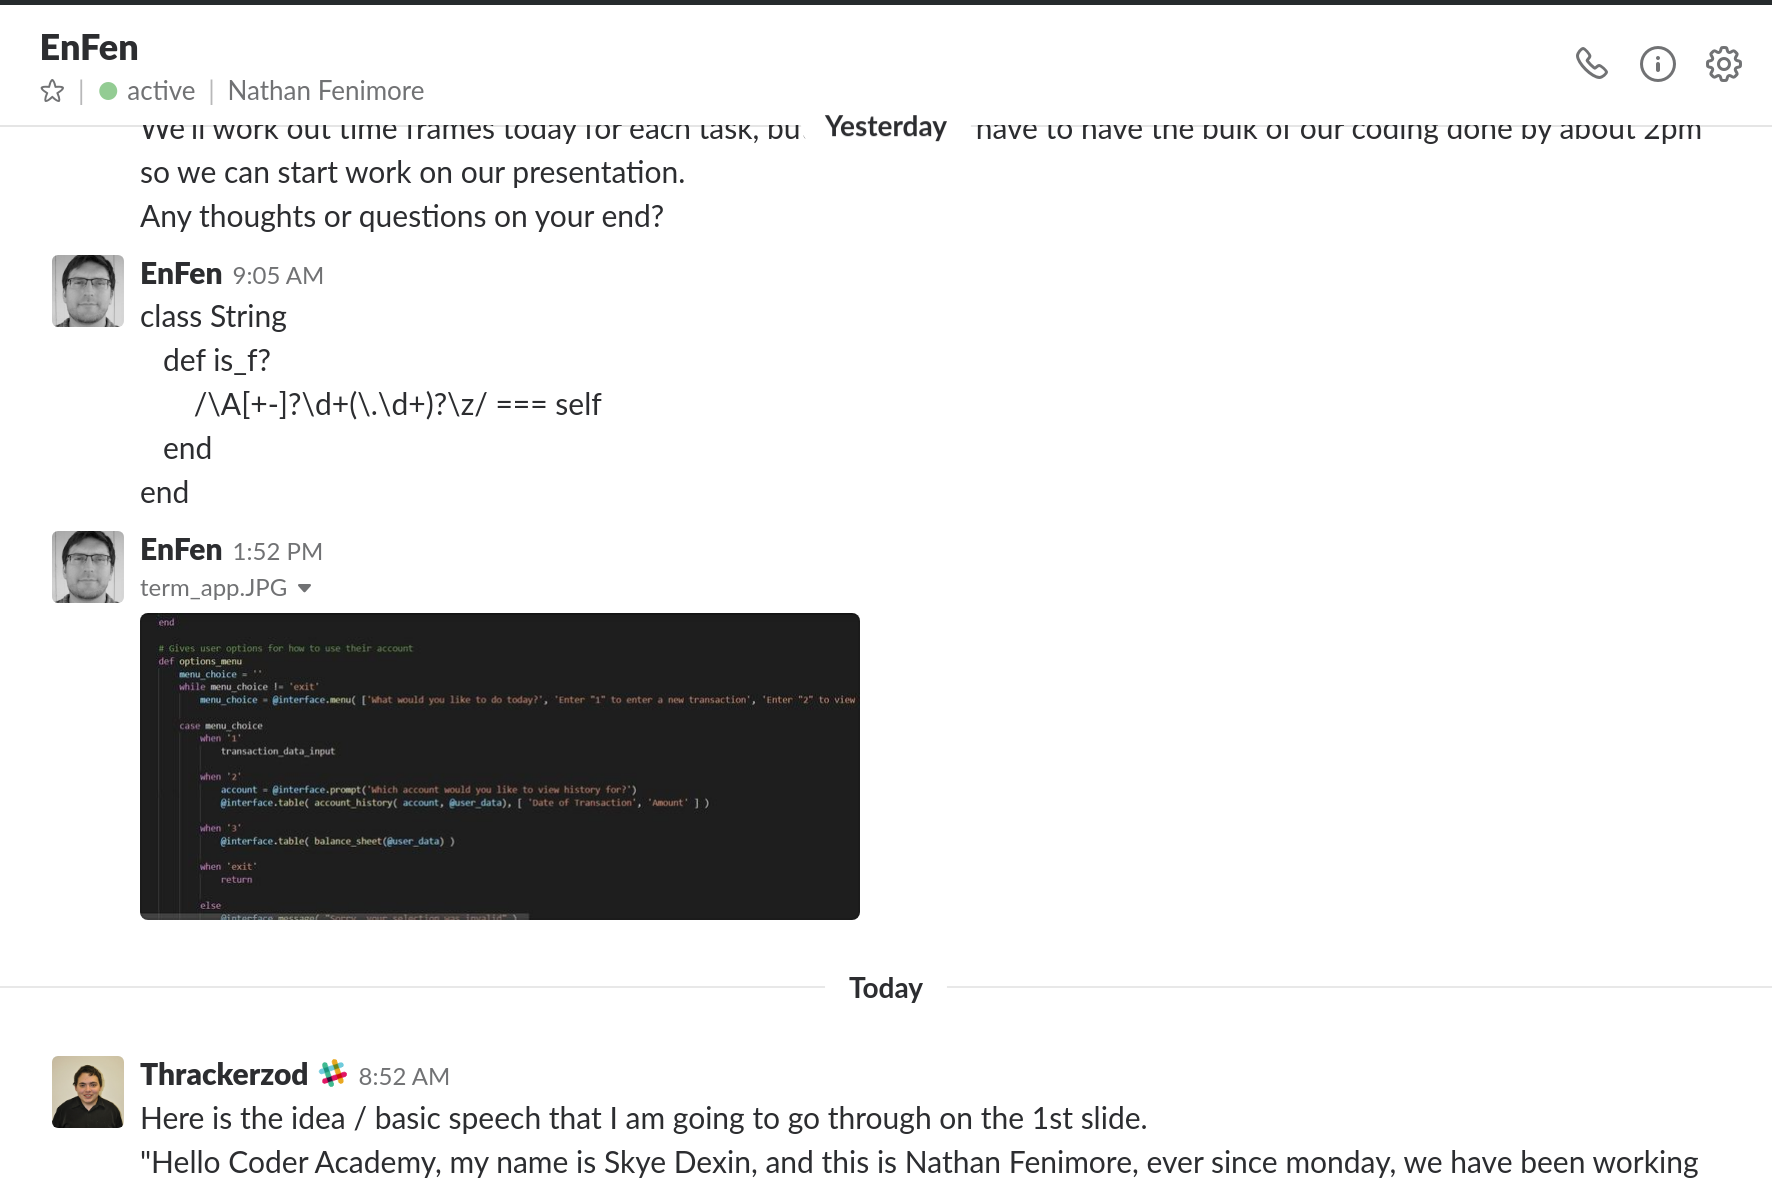 EnFen
active | Nathan Fenimore
We'll work out time frames today for each task, bu Yesterday have to have the bulk of our coding done by about 2pm
so we can start work on our presentation.
Any thoughts or questions on your end?
EnFen 9:05 AM
class String
def is_f?
/\A[+-]?\d+(\.\d+)?\z/ === self
end
end
EnFen 1:52 PM
term_app.JPG
end
# Gives user options for how to use their account
def options_menu
menu_choice = ''
while menu_choice != 'exit'
menu_choice = @interface.menu( ['What would you like to do today?', 'Enter "1" to enter a new transaction', 'Enter "2" to view
case menu_choice
when '1'
transaction_data_input
when '2'
account = @interface.prompt('Which account would you like to view history for?')
@interface.table( account_history( account, @user_data), [ 'Date of Transaction', 'Amount' ] )
when '3'
@interface.table( balance_sheet(@user_data) )
when 'exit'
return
else
@interface.message( "Sorry, your selection was invalid" )
Today
Thrackerzod 8:52 AM
Here is the idea / basic speech that I am going to go through on the 1st slide.
"Hello Coder Academy, my name is Skye Dexin, and this is Nathan Fenimore, ever since monday, we have been working